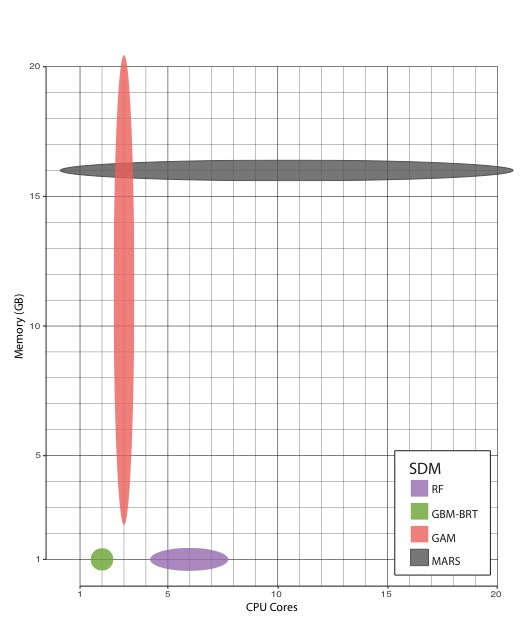 20
15
10
5
1
Memory (GB)
SDM
RF
GBM-BRT
GAM
MARS
1 5 10 15 20
CPU Cores